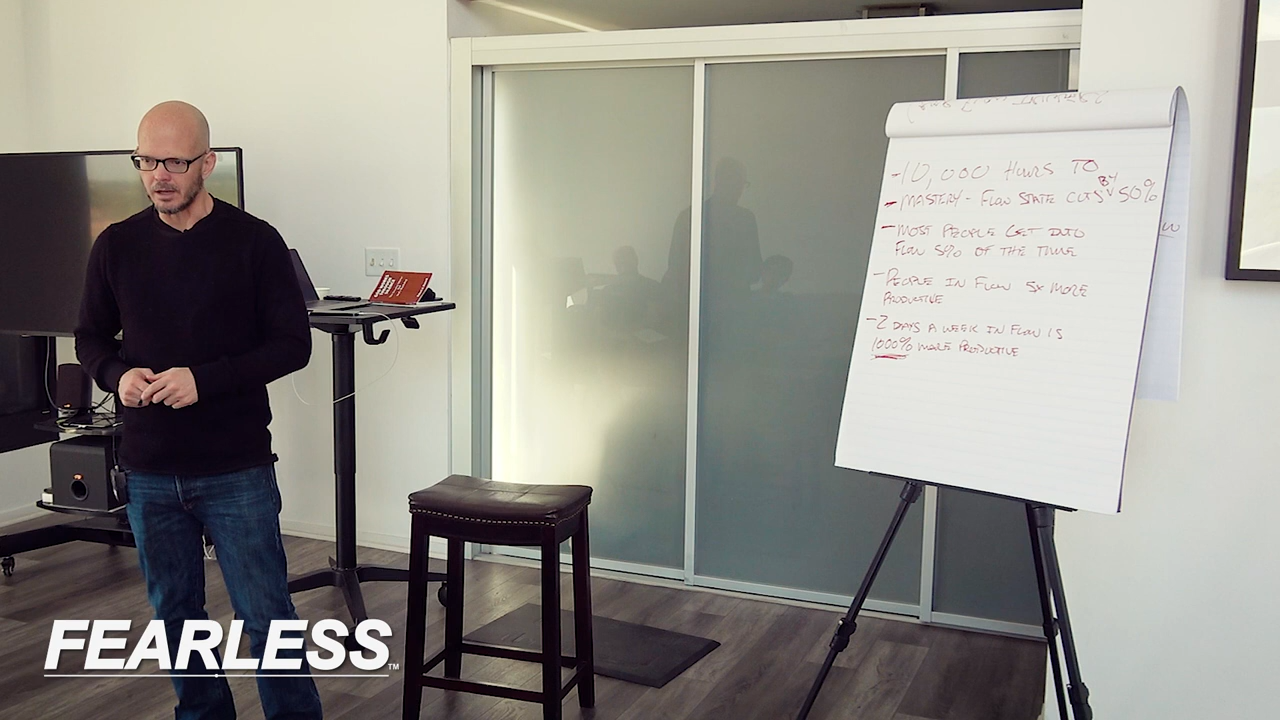 -10,000 HOURS TO
- MASTERY - FLOW STATE CUTS BY 50%
- MOST PEOPLE GET INTO
FLOW 5% OF THE TIME
- PEOPLE IN FLOW 5X MORE
PRODUCTIVE
- 2 DAYS A WEEK IN FLOW IS
1000% MORE PRODUCTIVE
FEARLESS™